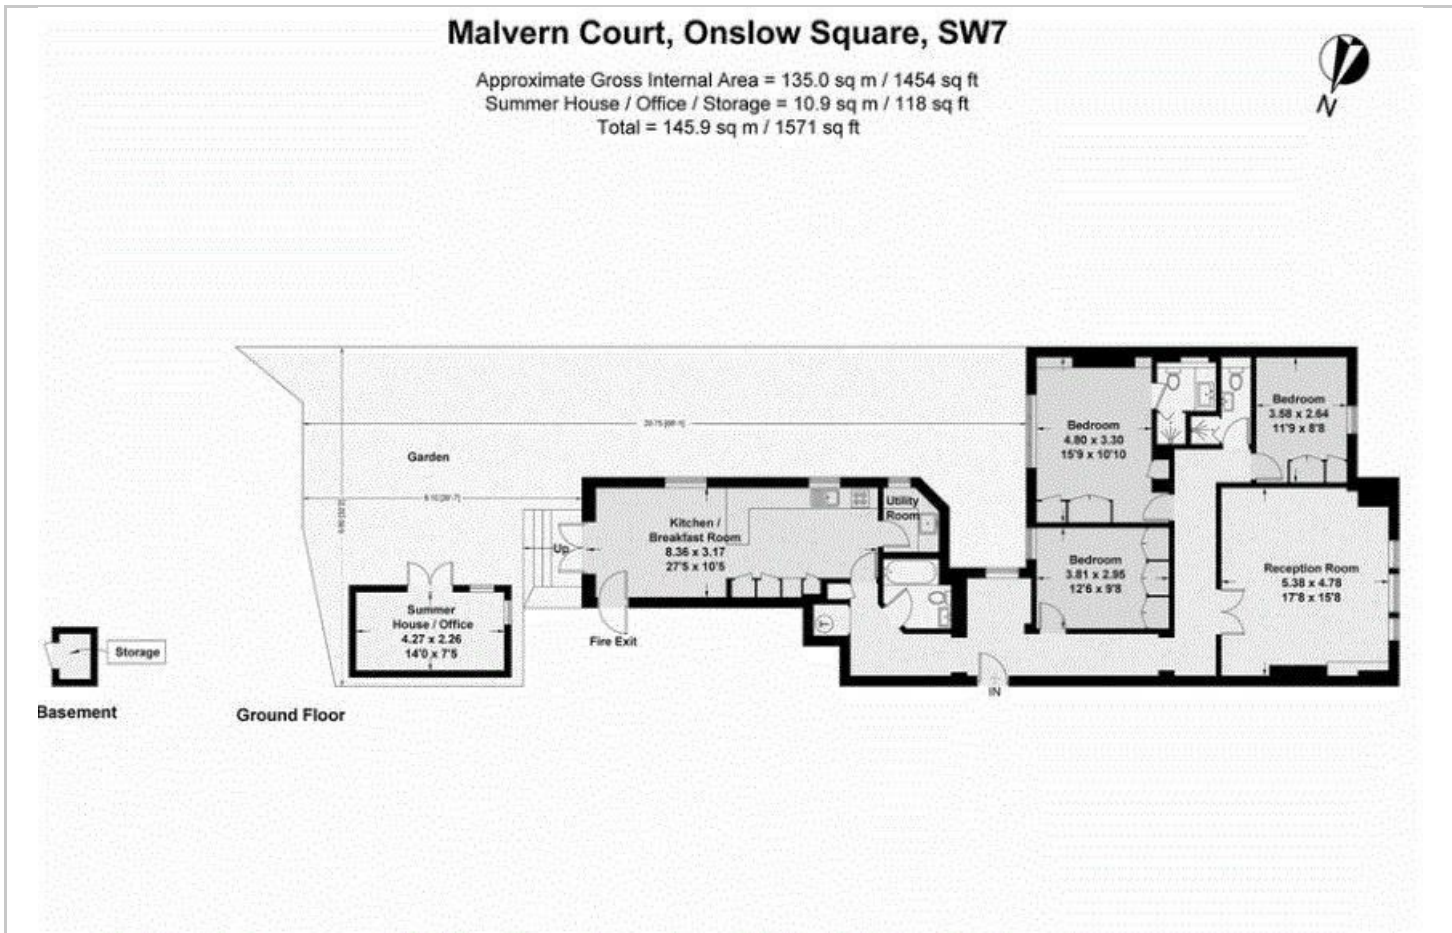 Malvern Court, Onslow Square, SW7
Approximate Gross Internal Area = 135.0 sq m / 1454 sq ft
Summer House / Office / Storage = 10.9 sq m / 118 sq ft
Total = 145.9 sq m / 1571 sq ft
N
Bedroom
4.80 x 3.30
15'9 x 10'10
Bedroom
3.58 x 2.64
11'9 x 8'8
Garden
Kitchen /
Breakfast Room
8.36 x 3.17
27'5 x 10'5
Utility
Room
Up
Bedroom
3.81 x 2.95
12'6 x 9'8
Reception Room
5.38 x 4.78
17'8 x 15'8
Summer
House / Office
4.27 x 2.26
14'0 x 7'5
T
Fire Exit
Storage
IN
Basement
Ground Floor